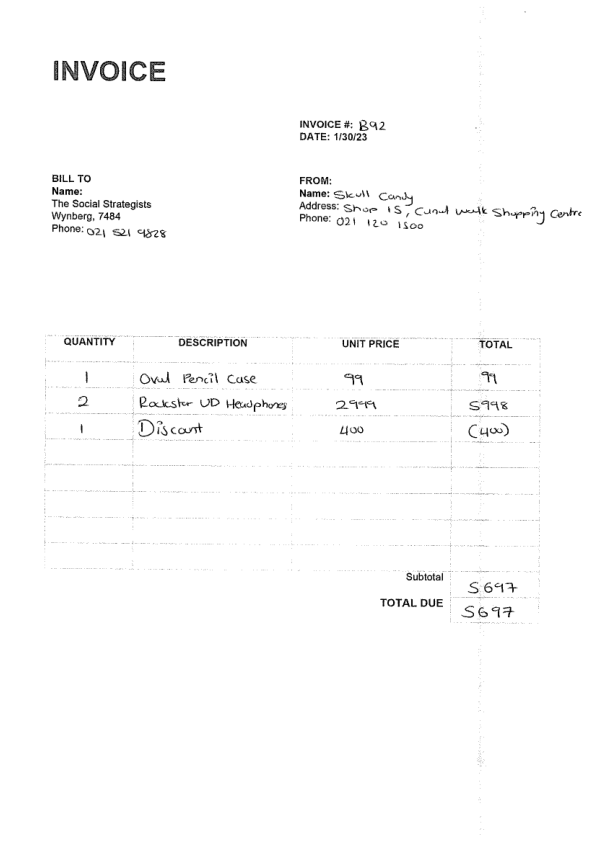 INVOICE
INVOICE #: B92
DATE: 1/30/23
BILL TO
Name:
The Social Strategists
Wynberg, 7484
Phone: 021 521 9828
FROM:
Name: Skull Candy
Address: Shop 15, Canal Walk Shopping Centre
Phone: 021 120 1500
QUANTITY DESCRIPTION UNIT PRICE TOTAL
1 Oval Pencil Case 99 99
2 Rockstar UD Headphones 2999 5998
1 Discount 400 (400)
Subtotal 5697
TOTAL DUE 5697